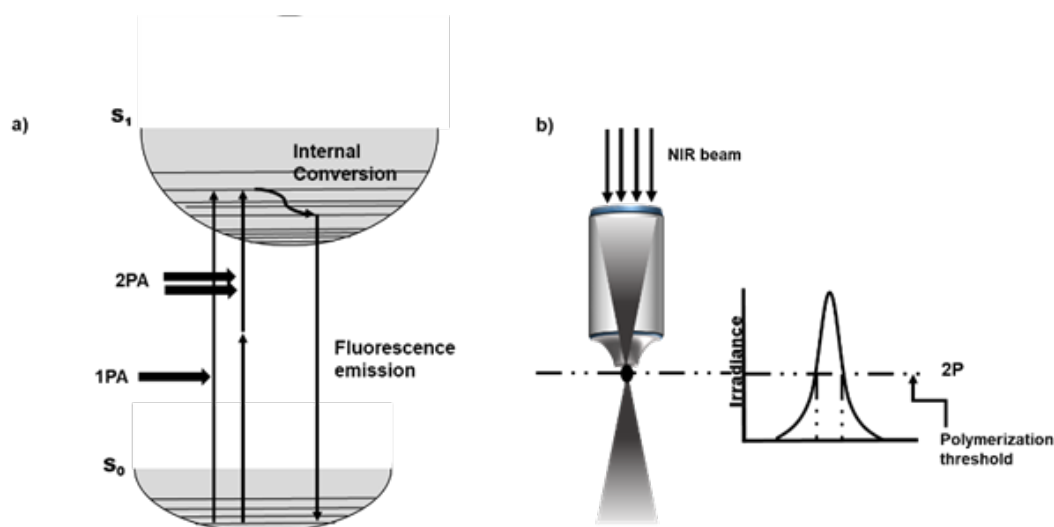 a)
S1
Internal
Conversion
2PA
1PA
Fluorescence
emission
S0
b)
NIR beam
Irradiance
2P
Polymerization
threshold